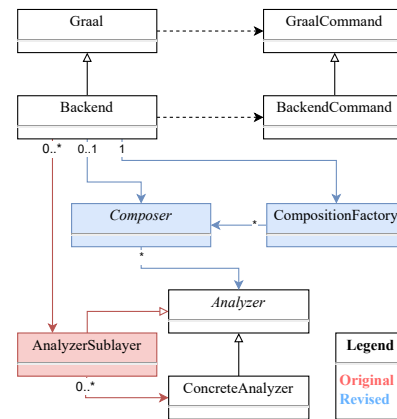 Graal
GraalCommand
Backend
BackendCommand
0..*
0..1
1
Composer
CompositionFactory
*
*
Analyzer
AnalyzerSublayer
Legend
Original
Revised
0..*
ConcreteAnalyzer